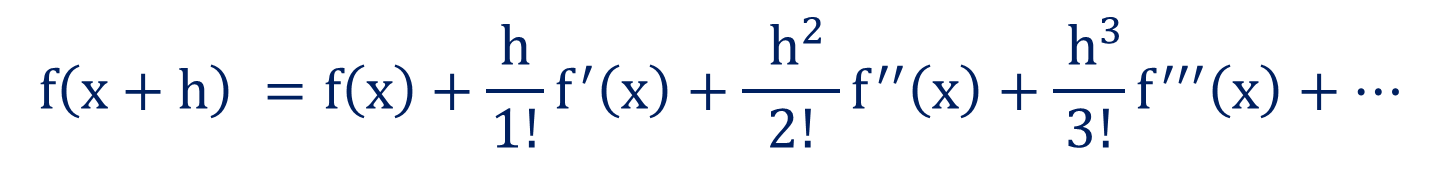 f(x + h) = f(x) + h/1! f′(x) + h²/2! f′′(x) + h³/3! f′′′(x) + ⋯